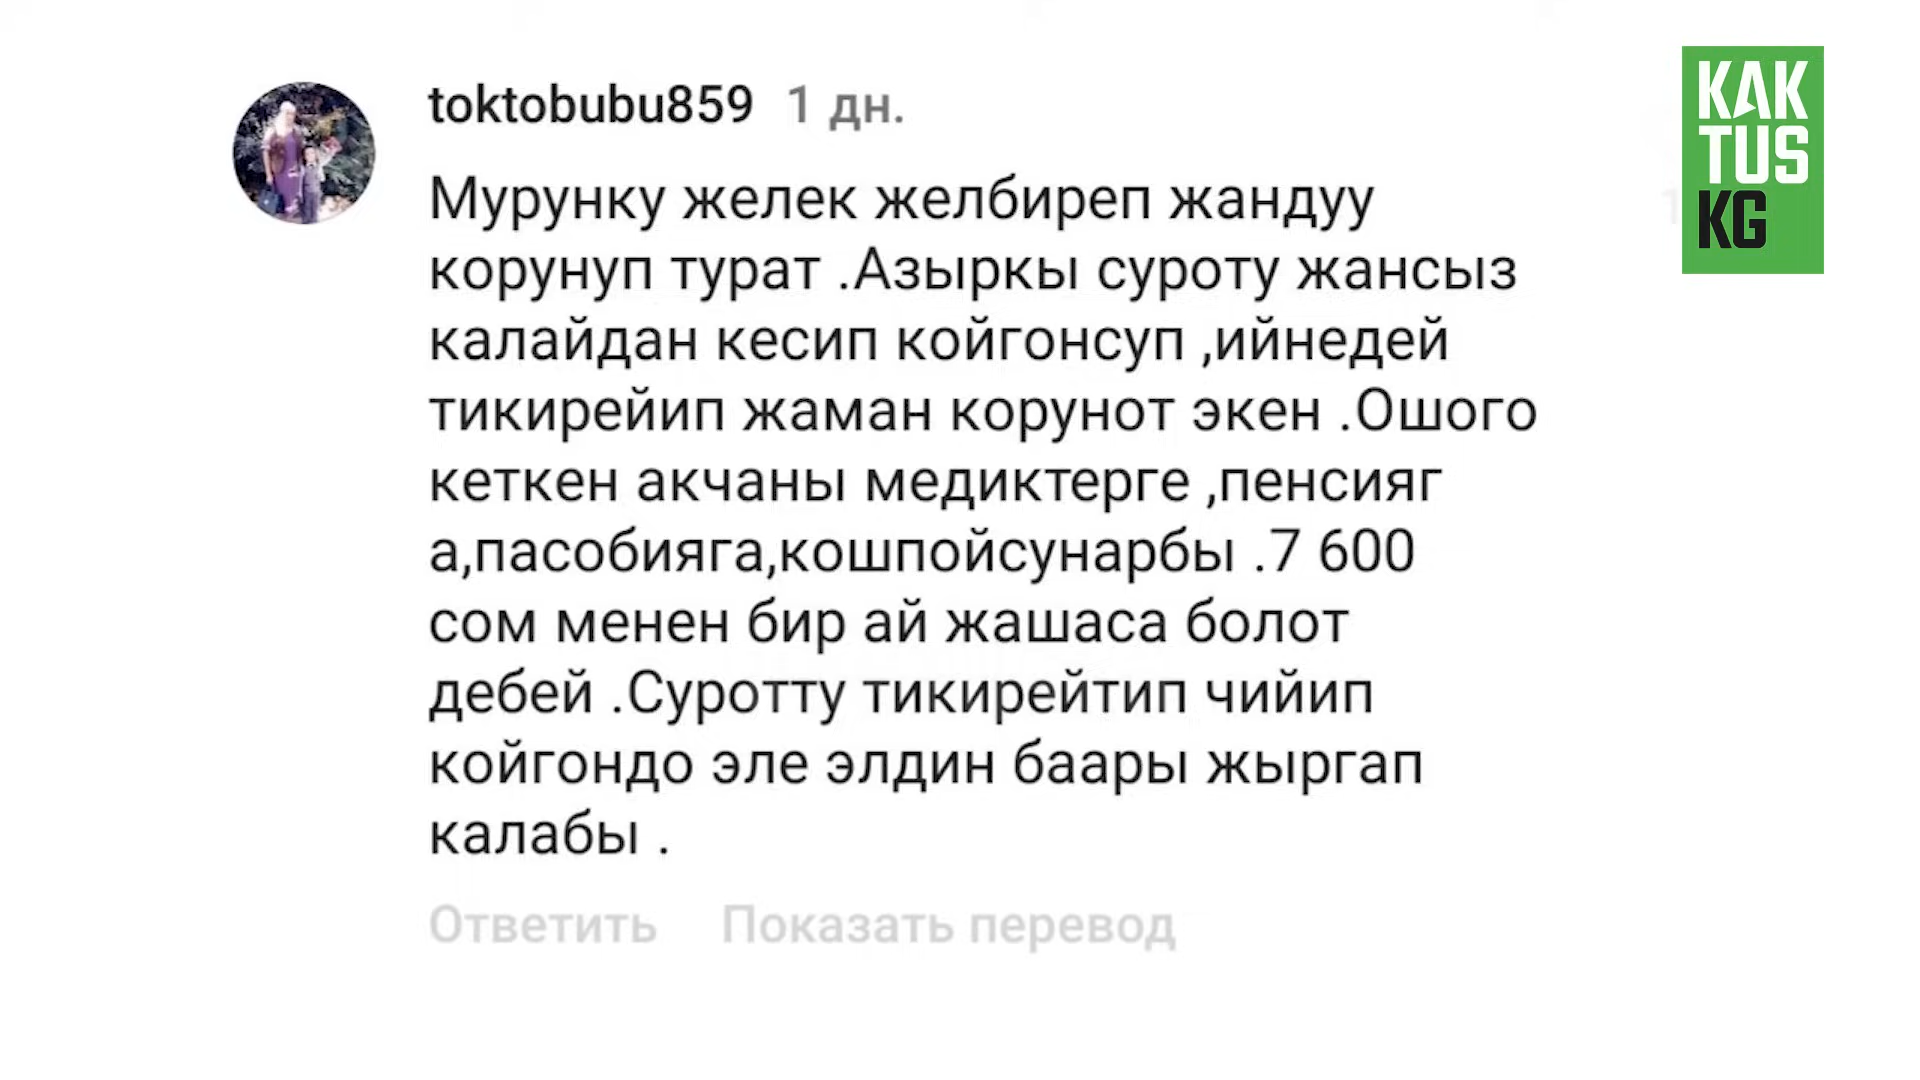 toktobubu859 1 дн.
Мурунку желек желбиреп жандуу
корунуп турат .Азыркы суроту жансыз
калайдан кесип койгонсуп ,ийнедей
тикирейип жаман корунот экен .Ошого
кеткен акчаны медиктерге ,пенсияг
а,пасобияга,кошпойсунарбы .7 600
сом менен бир ай жашаса болот
дебей .Суротту тикирейтип чийип
койгондо эле элдин баары жыргап
калабы .
Ответить Показать перевод
KAK
TUS
KG